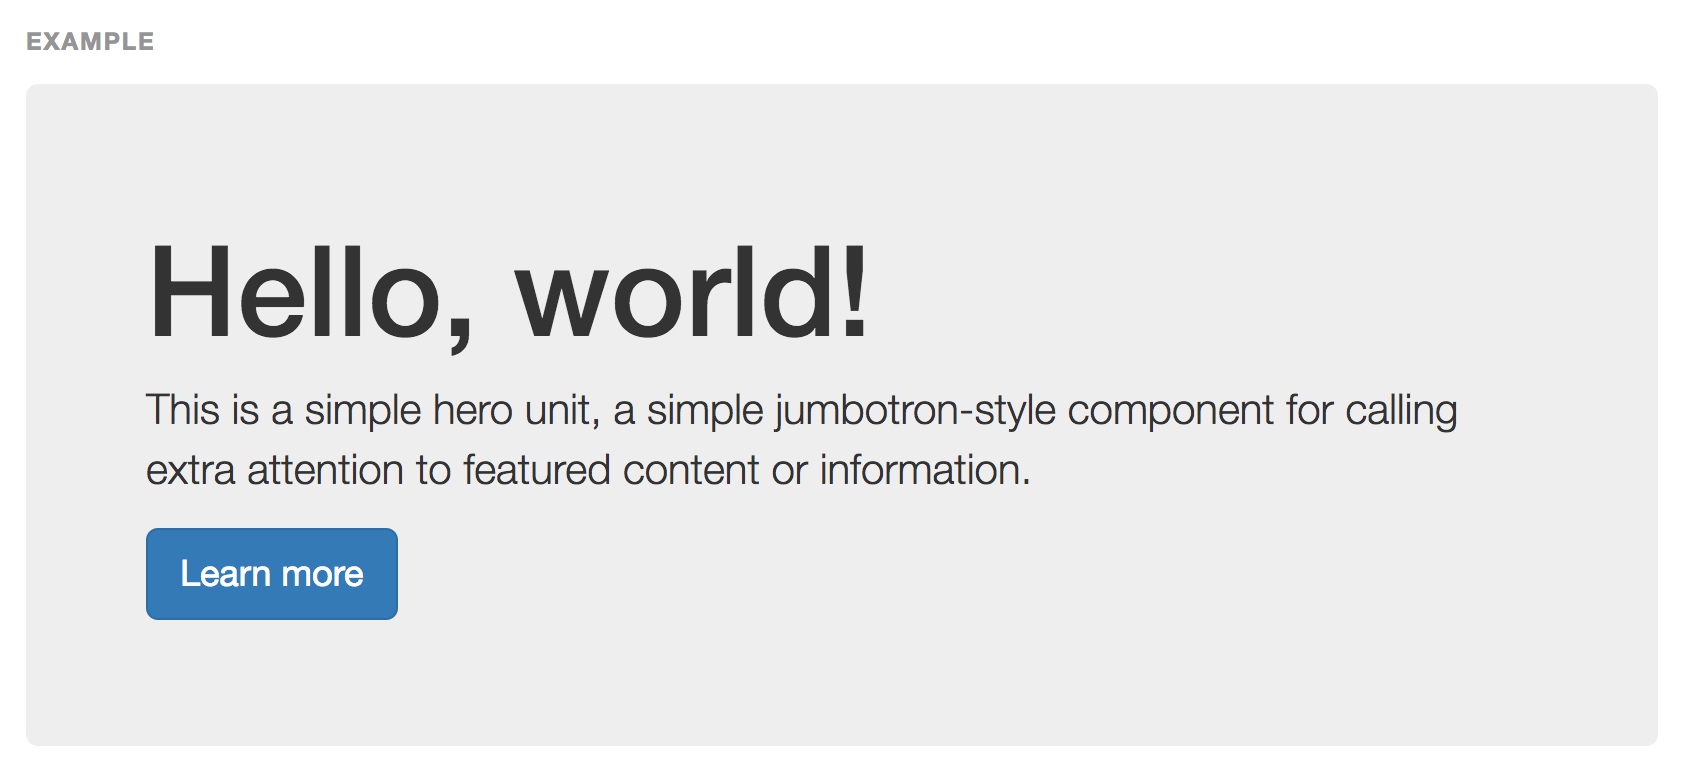 EXAMPLE
Hello, world!
This is a simple hero unit, a simple jumbotron-style component for calling
extra attention to featured content or information.
Learn more